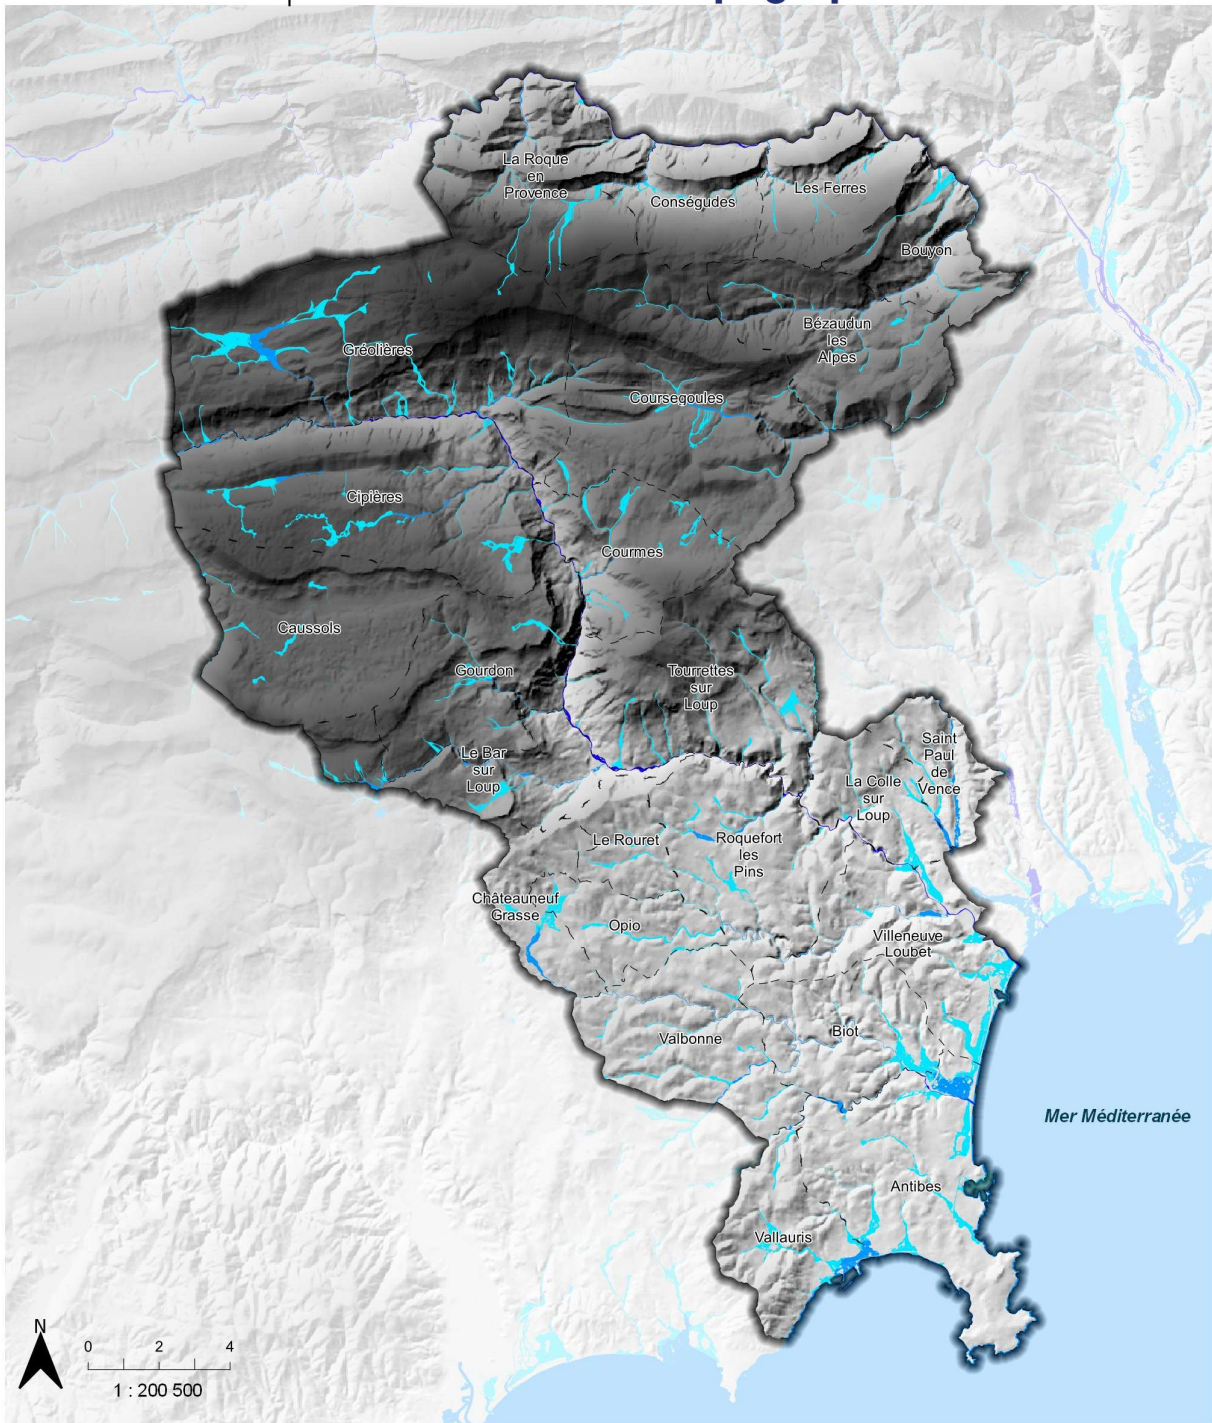 La Roque
en
Provence
Conségudes
Les Ferres
Bouyon
Bézaudun
les
Alpes
Gréolières
Coursegoules
Cipières
Courmes
Caussols
Gourdon
Tourrettes
sur
Loup
Le Bar
sur
Loup
Saint
Paul
de
Vence
La Colle
sur
Loup
Le Rouret
Roquefort
les
Pins
Châteauneuf
Grasse
Opio
Villeneuve
Loubet
Valbonne
Biot
Mer Méditerranée
Antibes
Vallauris
N
0 2 4
1 : 200 500